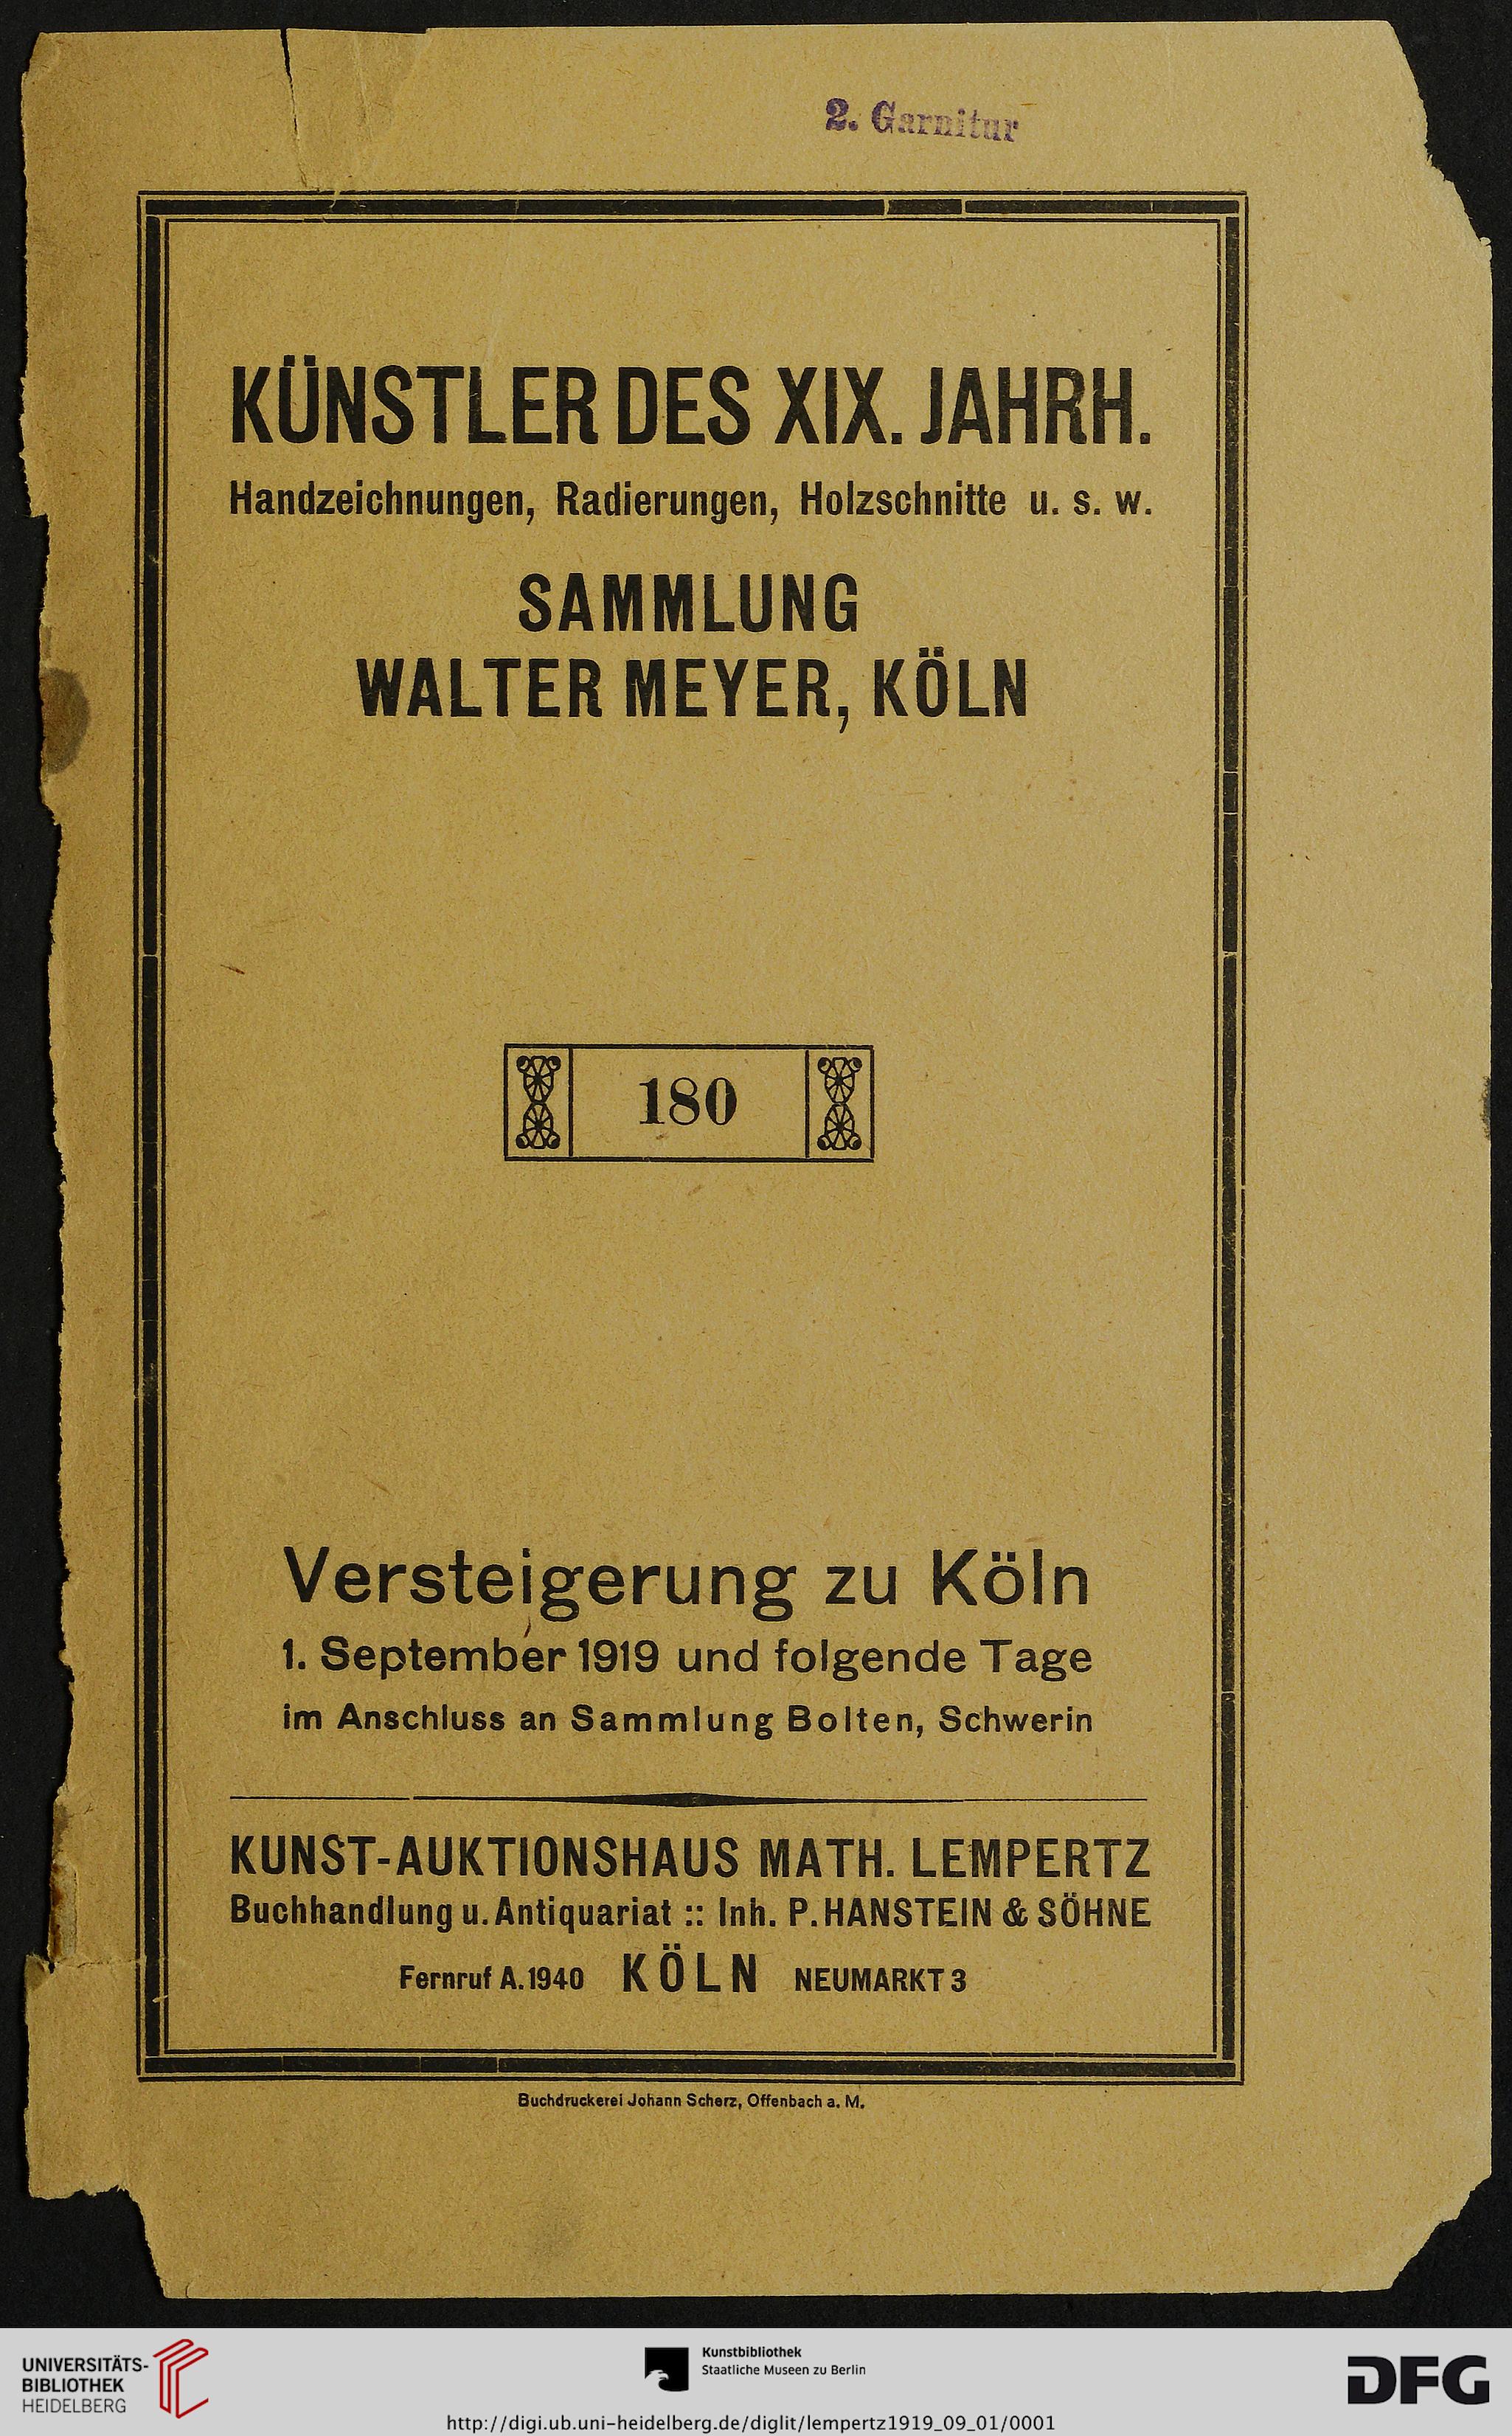 2. Garnitur
KÜNSTLER DES XIX. JAHRH.
Handzeichnungen, Radierungen, Holzschnitte u. s. w.
SAMMLUNG
WALTER MEYER, KÖLN
180
Versteigerung zu Köln
1. September 1919 und folgende Tage
im Anschluss an Sammlung Bolten, Schwerin
KUNST-AUKTIONSHAUS MATH. LEMPERTZ
Buchhandlung u. Antiquariat :: Inh. P. HANSTEIN & SÖHNE
Fernruf A. 1940 KÖLN NEUMARKT 3
Buchdruckerei Johann Scherz, Offenbach a. M.
UNIVERSITÄTS-
BIBLIOTHEK
HEIDELBERG
Kunstbibliothek
Staatliche Museen zu Berlin
DFG
http://digi.ub.uni-heidelberg.de/diglit/lempertz1919_09_01/0001